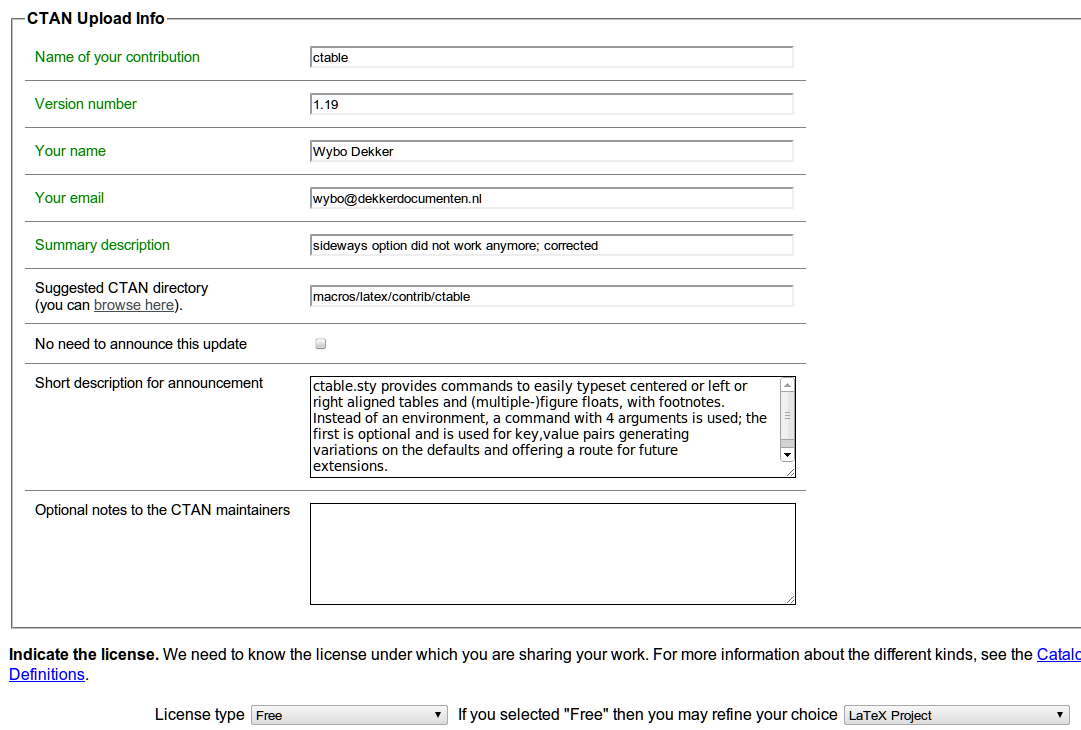 CTAN Upload Info
Name of your contribution
ctable
Version number
1.19
Your name
Wybo Dekker
Your email
wybo@dekkerdocumenten.nl
Summary description
sideways option did not work anymore; corrected
Suggested CTAN directory
(you can browse here).
macros/latex/contrib/ctable
No need to announce this update
Short description for announcement
ctable.sty provides commands to easily typeset centered or left or
right aligned tables and (multiple-)figure floats, with footnotes.
Instead of an environment, a command with 4 arguments is used; the
first is optional and is used for key,value pairs generating
variations on the defaults and offering a route for future
extensions.
Optional notes to the CTAN maintainers
Indicate the license. We need to know the license under which you are sharing your work. For more information about the different kinds, see the
Definitions.
License type Free If you selected "Free" then you may refine your choice LaTeX Project